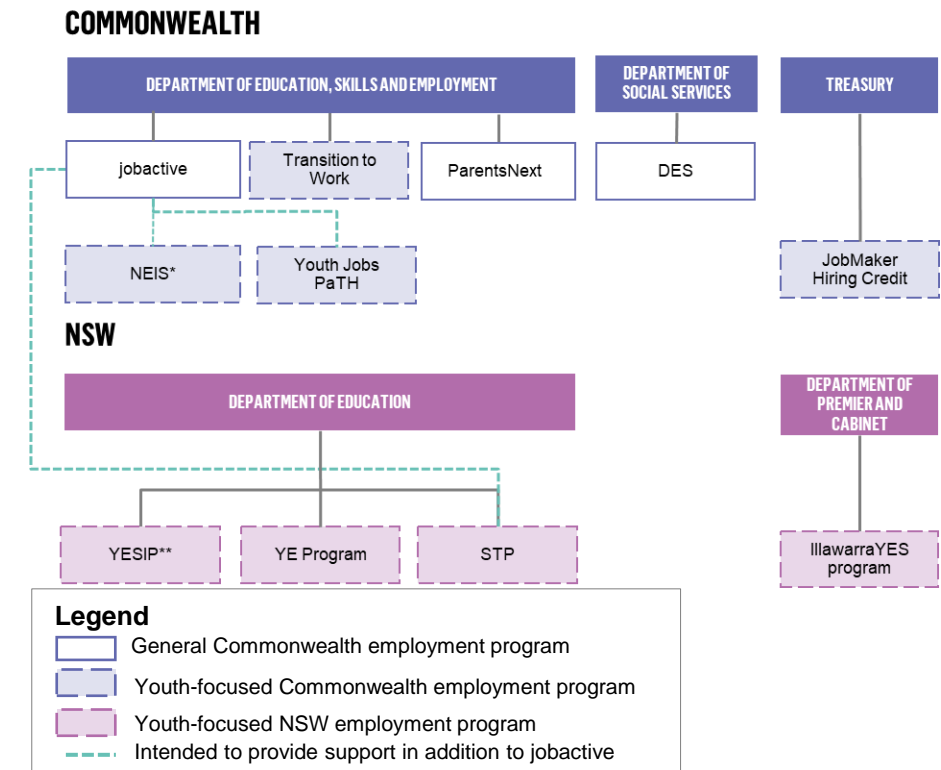 COMMONWEALTH
DEPARTMENT OF EDUCATION, SKILLS AND EMPLOYMENT
DEPARTMENT OF
SOCIAL SERVICES
TREASURY
jobactive
Transition to
Work
ParentsNext
DES
NEIS*
Youth Jobs
PaTH
JobMaker
Hiring Credit
NSW
DEPARTMENT OF EDUCATION
DEPARTMENT OF
PREMIER AND
CABINET
YESIP**
YE Program
STP
IllawarraYES
program
Legend
General Commonwealth employment program
Youth-focused Commonwealth employment program
Youth-focused NSW employment program
Intended to provide support in addition to jobactive